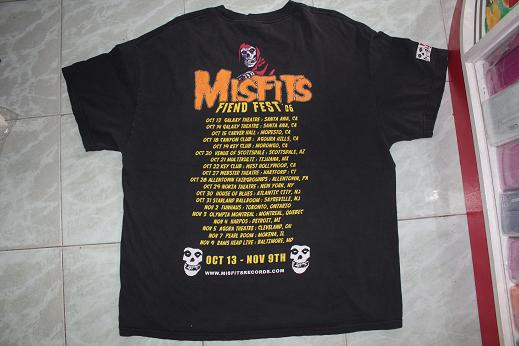 MISFITS
FIEND FEST '06
OCT 13 GALAXY THEATRE : SANTA ANA, CA
OCT 14 GALAXY THEATRE : SANTA ANA, CA
OCT 15 CARVER HALL : MODESTO, CA
OCT 18 CANYON CLUB : AGOURA HILLS, CA
OCT 19 KEY CLUB : MORONGO, CA
OCT 20 VENUE OF SCOTTSDALE : SCOTTSDALE, AZ
OCT 21 MULTIKULTI : TIJUANA, MX
OCT 22 KEY CLUB : WEST HOLLYWOOD, CA
OCT 27 WEBSTER THEATRE : HARTFORD, CT
OCT 28 ALLENTOWN FAIRGROUNDS : ALLENTOWN, PA
OCT 29 NOKIA THEATRE : NEW YORK, NY
OCT 30 HOUSE OF BLUES : ATLANTIC CITY, NJ
OCT 31 STARLAND BALLROOM : SAYREVILLE, NJ
NOV 2 FUNHAUS : TORONTO, ONTARIO
NOV 3 OLYMPIA MONTREAL : MONTREAL, QUEBEC
NOV 4 HARPOS : DETROIT, MI
NOV 5 AGORA THEATRE : CLEVELAND, OH
NOV 7 PEARL ROOM : MOKENA, IL
NOV 9 RAMS HEAD LIVE : BALTIMORE, MD
OCT 13 - NOV 9TH
WWW.MISFITSRECORDS.COM